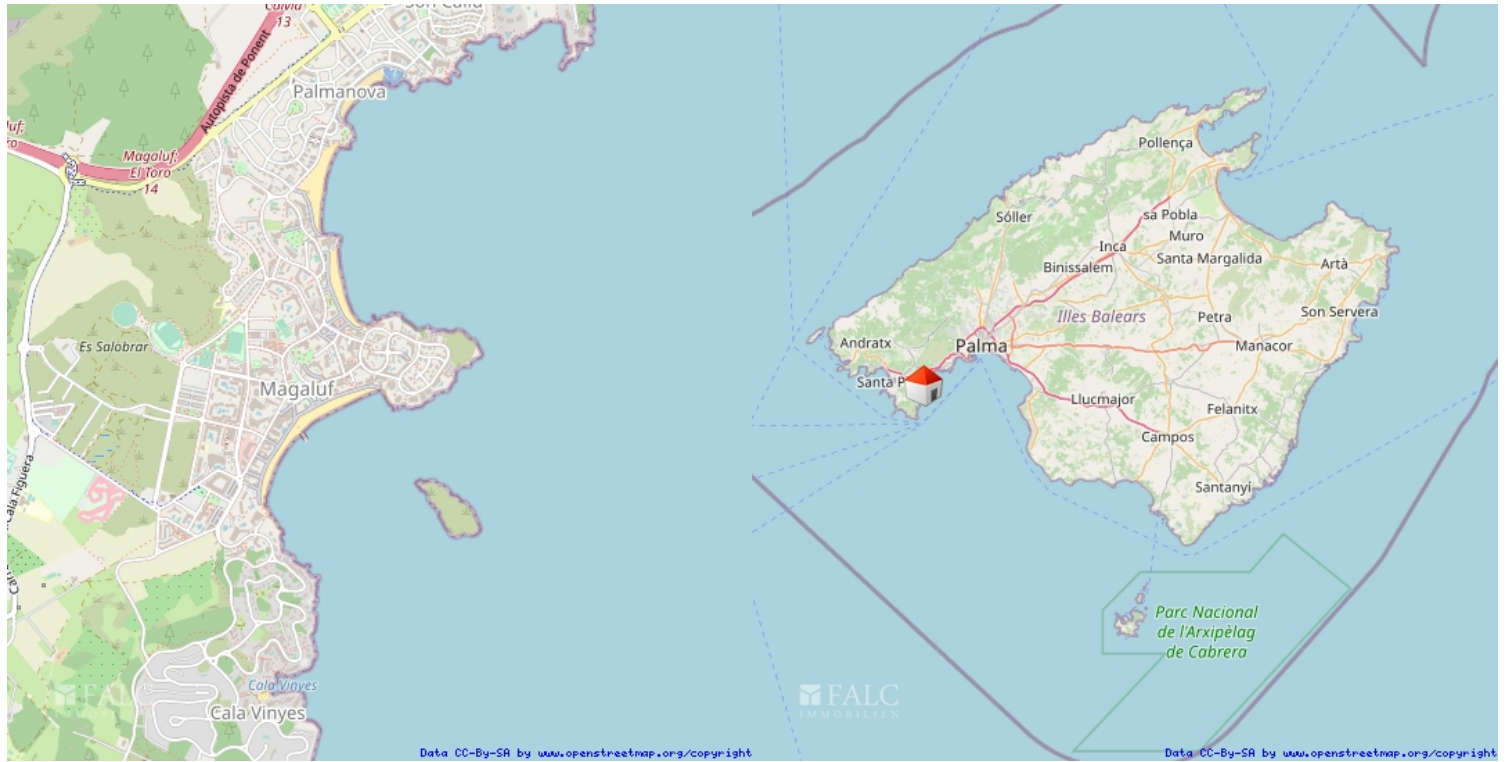 Son Caliu
Calvià
13
Autopista de Ponent
Palmanova
Magaluf;
El Toro
14
Es Salobrar
Magaluf
Cala Figuera
Cala Vinyes
Cala Vinyes
FALC
Data CC-By-SA by www.openstreetmap.org/copyright
Pollença
Sóller
sa Pobla
Muro
Inca
Santa Margalida
Binissalem
Artà
Illes Balears
Petra
Son Servera
Andratx
Palma
Manacor
Santa P
Llucmajor
Felanitx
Campos
Santanyí
Parc Nacional
de l'Arxipèlag
de Cabrera
FALC
IMMOBILIEN
Data CC-By-SA by www.openstreetmap.org/copyright